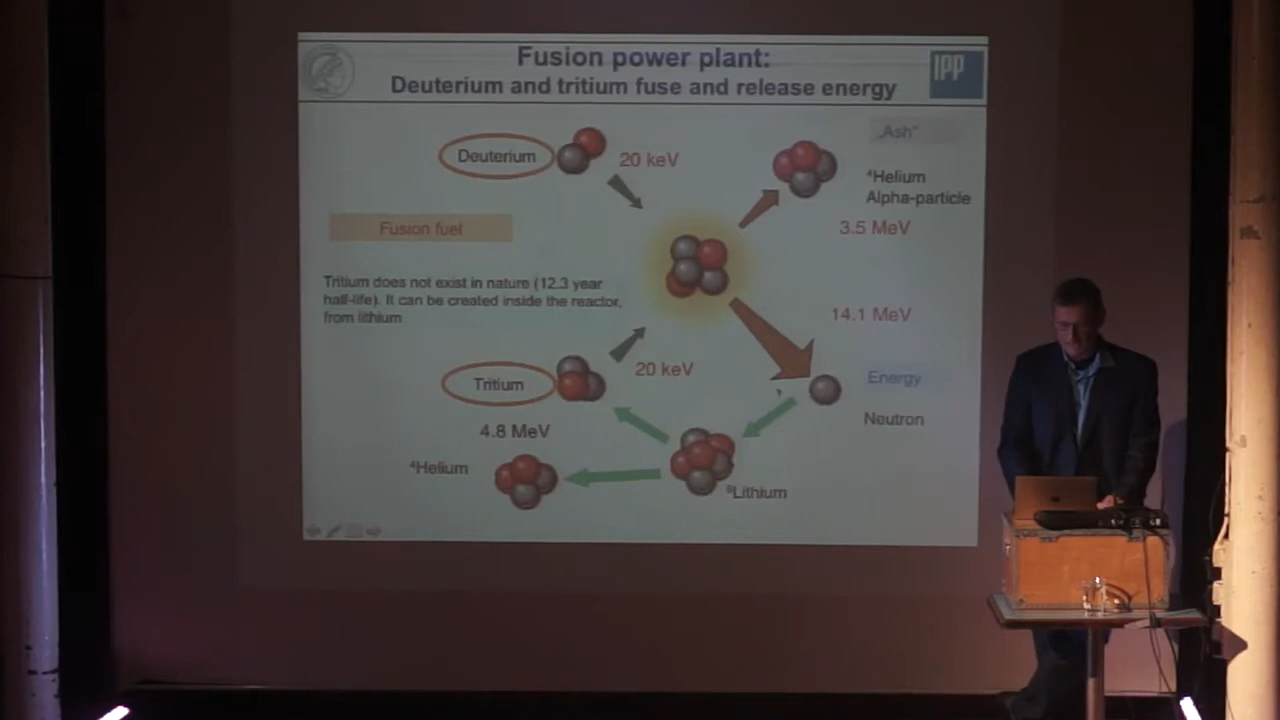 Fusion power plant:
Deuterium and tritium fuse and release energy
IPP
„Ash“
Deuterium
20 keV
⁴Helium
Alpha-particle
3.5 MeV
Fusion fuel
Tritium does not exist in nature (12.3 year
half-life). It can be created inside the reactor,
from lithium
14.1 MeV
20 keV
Tritium
Energy
Neutron
4.8 MeV
⁴Helium
⁶Lithium